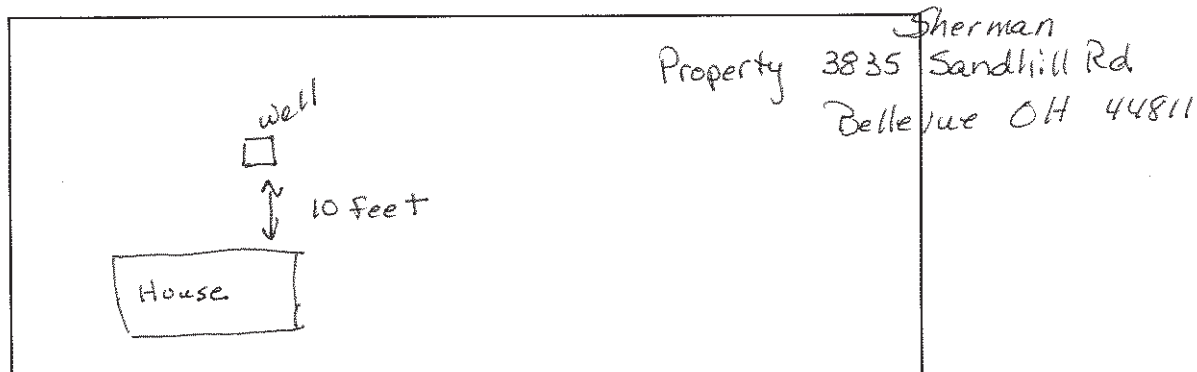 Sherman
Property 3835 Sandhill Rd.
Bellevue OH 44811
well
10 feet
House